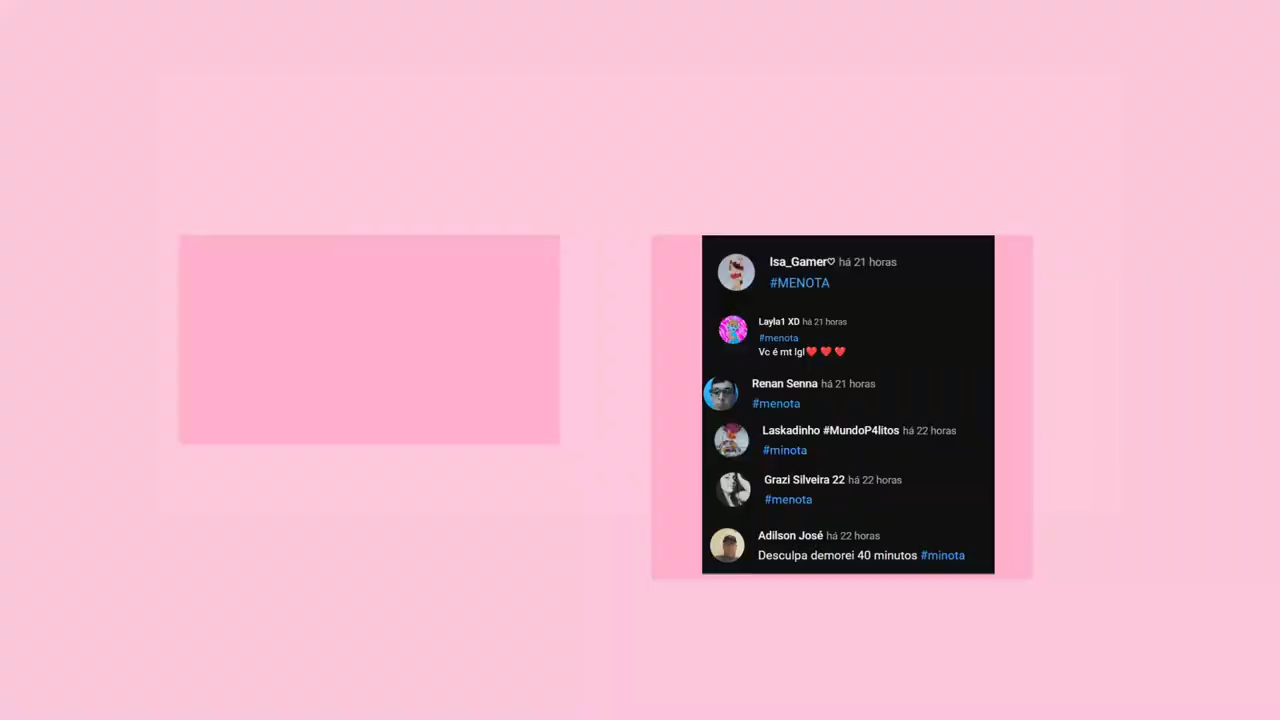 Isa_Gamer♡ há 21 horas
#MENOTA
Layla1 XD há 21 horas
#menota
Vc é mt lgl❤️ ❤️ ❤️
Renan Senna há 21 horas
#menota
Laskadinho #MundoP4litos há 22 horas
#minota
Grazi Silveira 22 há 22 horas
#menota
Adilson José há 22 horas
Desculpa demorei 40 minutos #minota